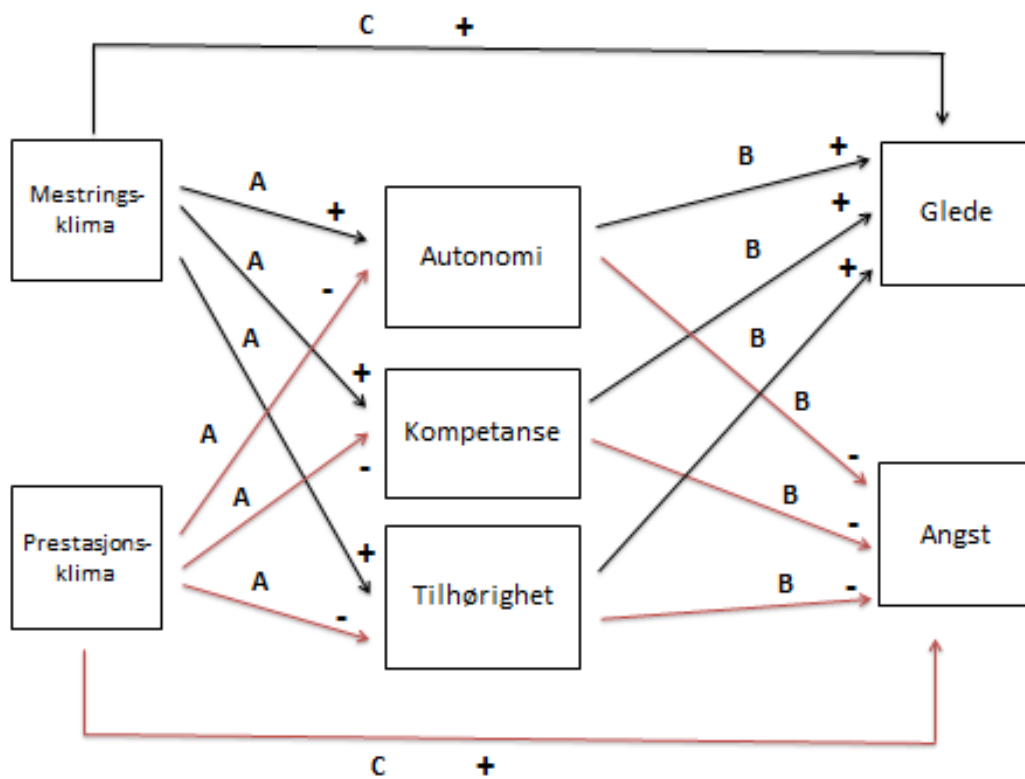 C +
Mestrings-
klima
A +
A
-
A
+
A
-
A
+
A
-
Prestasjons-
klima
Autonomi
Kompetanse
Tilhørighet
B +
B +
B +
B -
B -
B -
Glede
Angst
C +